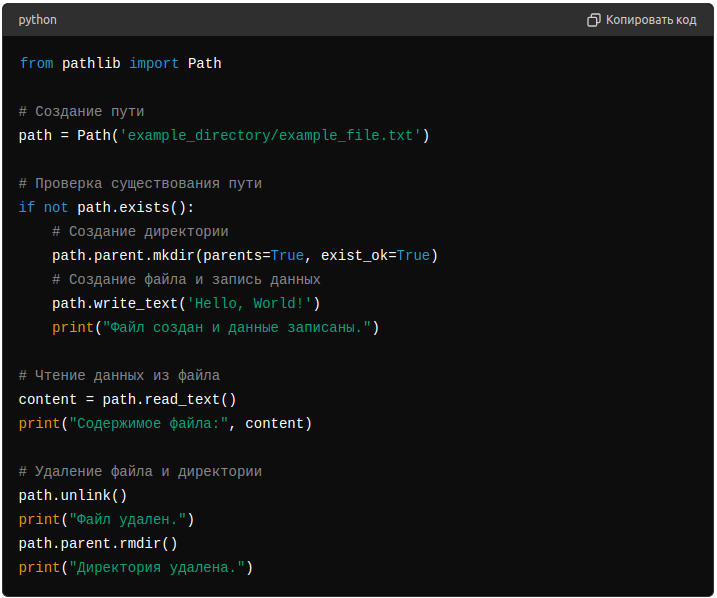 python
Копировать код
from pathlib import Path
# Создание пути
path = Path('example_directory/example_file.txt')
# Проверка существования пути
if not path.exists():
    # Создание директории
    path.parent.mkdir(parents=True, exist_ok=True)
    # Создание файла и запись данных
    path.write_text('Hello, World!')
    print("Файл создан и данные записаны.")
# Чтение данных из файла
content = path.read_text()
print("Содержимое файла:", content)
# Удаление файла и директории
path.unlink()
print("Файл удален.")
path.parent.rmdir()
print("Директория удалена.")